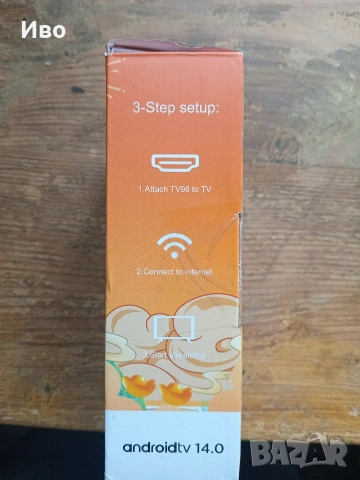 Иво
3-Step setup:
1.Attach TV98 to TV
2.Connect to internet
3.Start streaming
androidtv 14.0
BAZAR